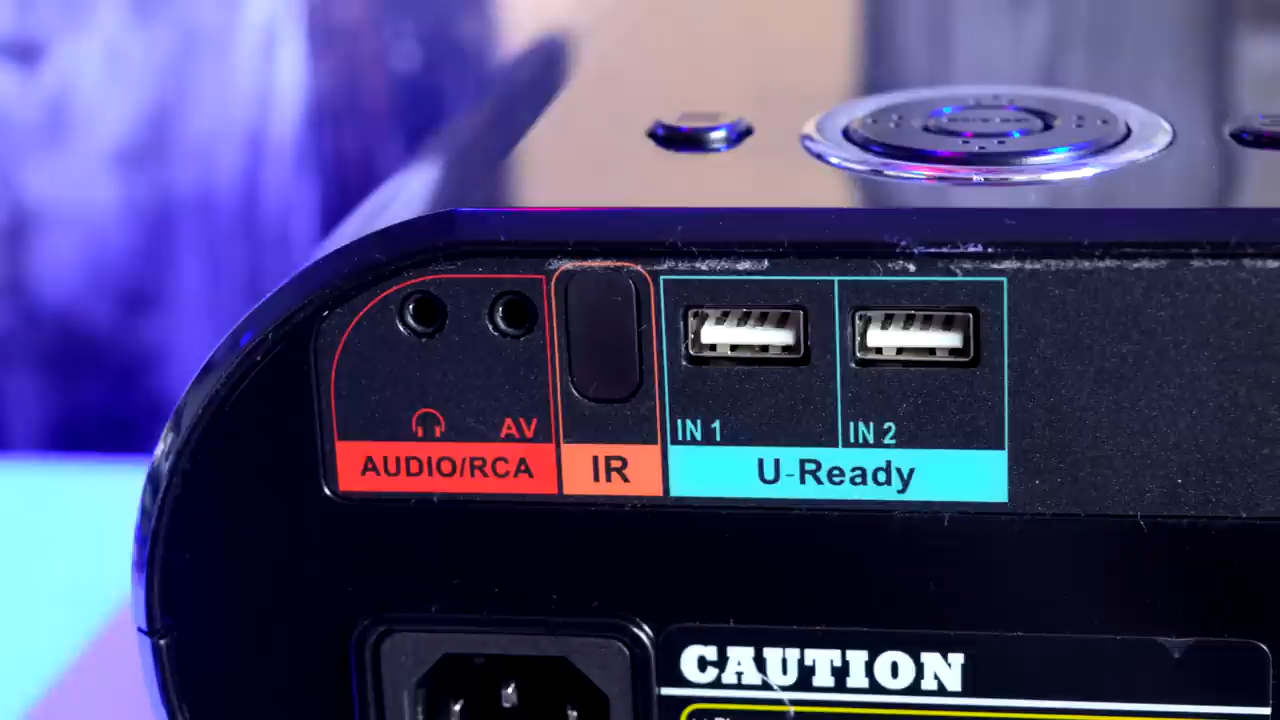 AV
AUDIO/RCA
IR
IN 1
IN 2
U-Ready
CAUTION